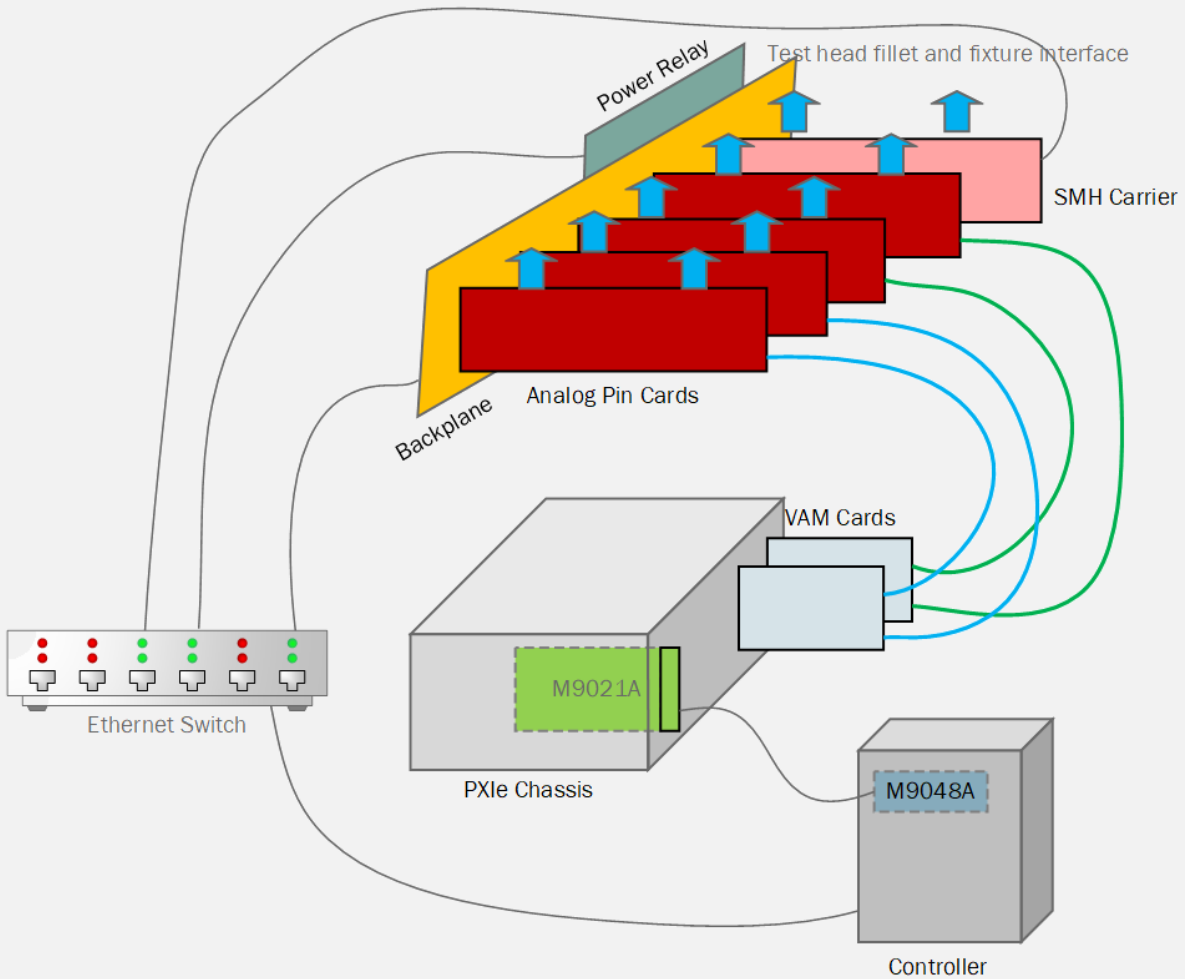 Power Relay
Test head fillet and fixture interface
SMH Carrier
Analog Pin Cards
Backplane
VAM Cards
M9021A
Ethernet Switch
PXIe Chassis
M9048A
Controller